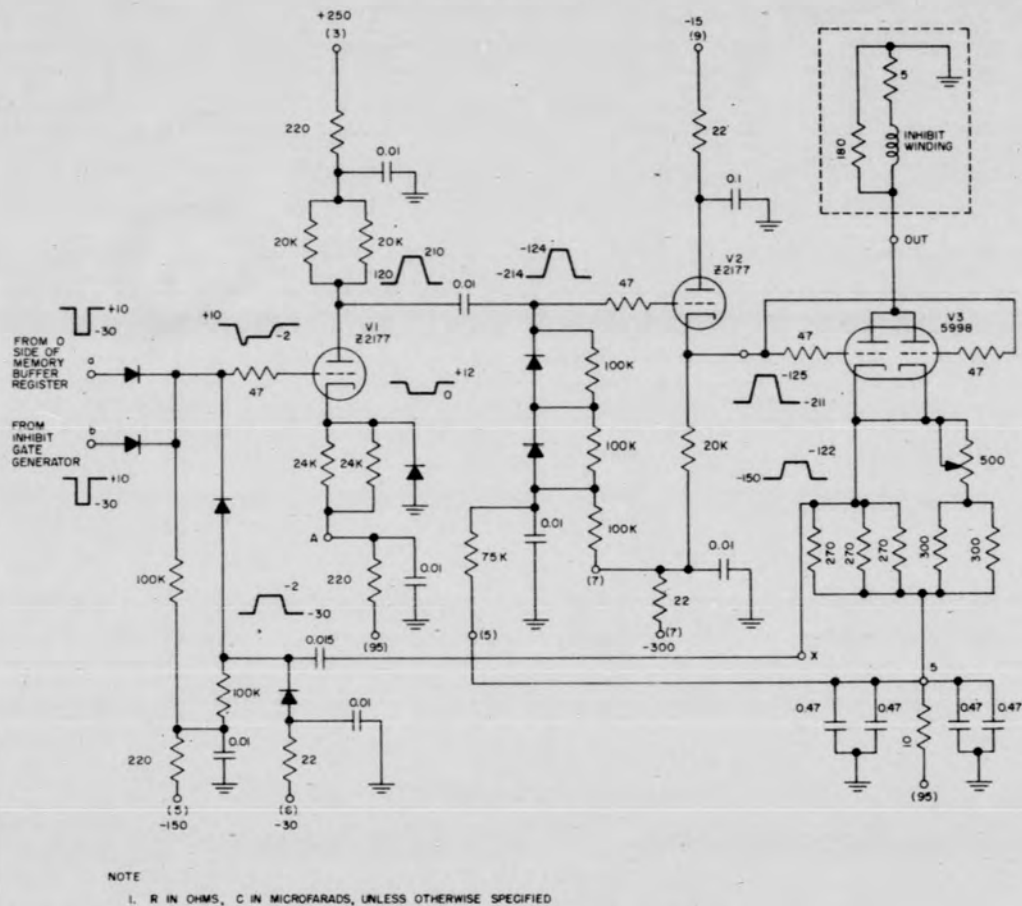 +250
(3)
220
0.01
20K
20K
210
120
0.01
-15
(9)
22
0.1
V2
Z2177
5
180
INHIBIT
WINDING
OUT
+10
-30
FROM O
SIDE OF
MEMORY
BUFFER
REGISTER
a
+10
-2
47
V1
Z2177
+12
0
-124
-214
47
100K
100K
100K
47
V3
5998
47
-125
-211
FROM
INHIBIT
GATE
GENERATOR
b
+10
-30
24K
24K
A
0.01
220
(95)
20K
-122
-150
500
270
270
270
300
300
0.01
75K
(5)
(7)
0.01
22
(7)
-300
X
100K
-2
-30
0.015
100K
0.01
0.01
220
22
(5)
-150
(6)
-30
5
0.47
0.47
0.47
0.47
10
(95)
NOTE
1. R IN OHMS, C IN MICROFARADS, UNLESS OTHERWISE SPECIFIED